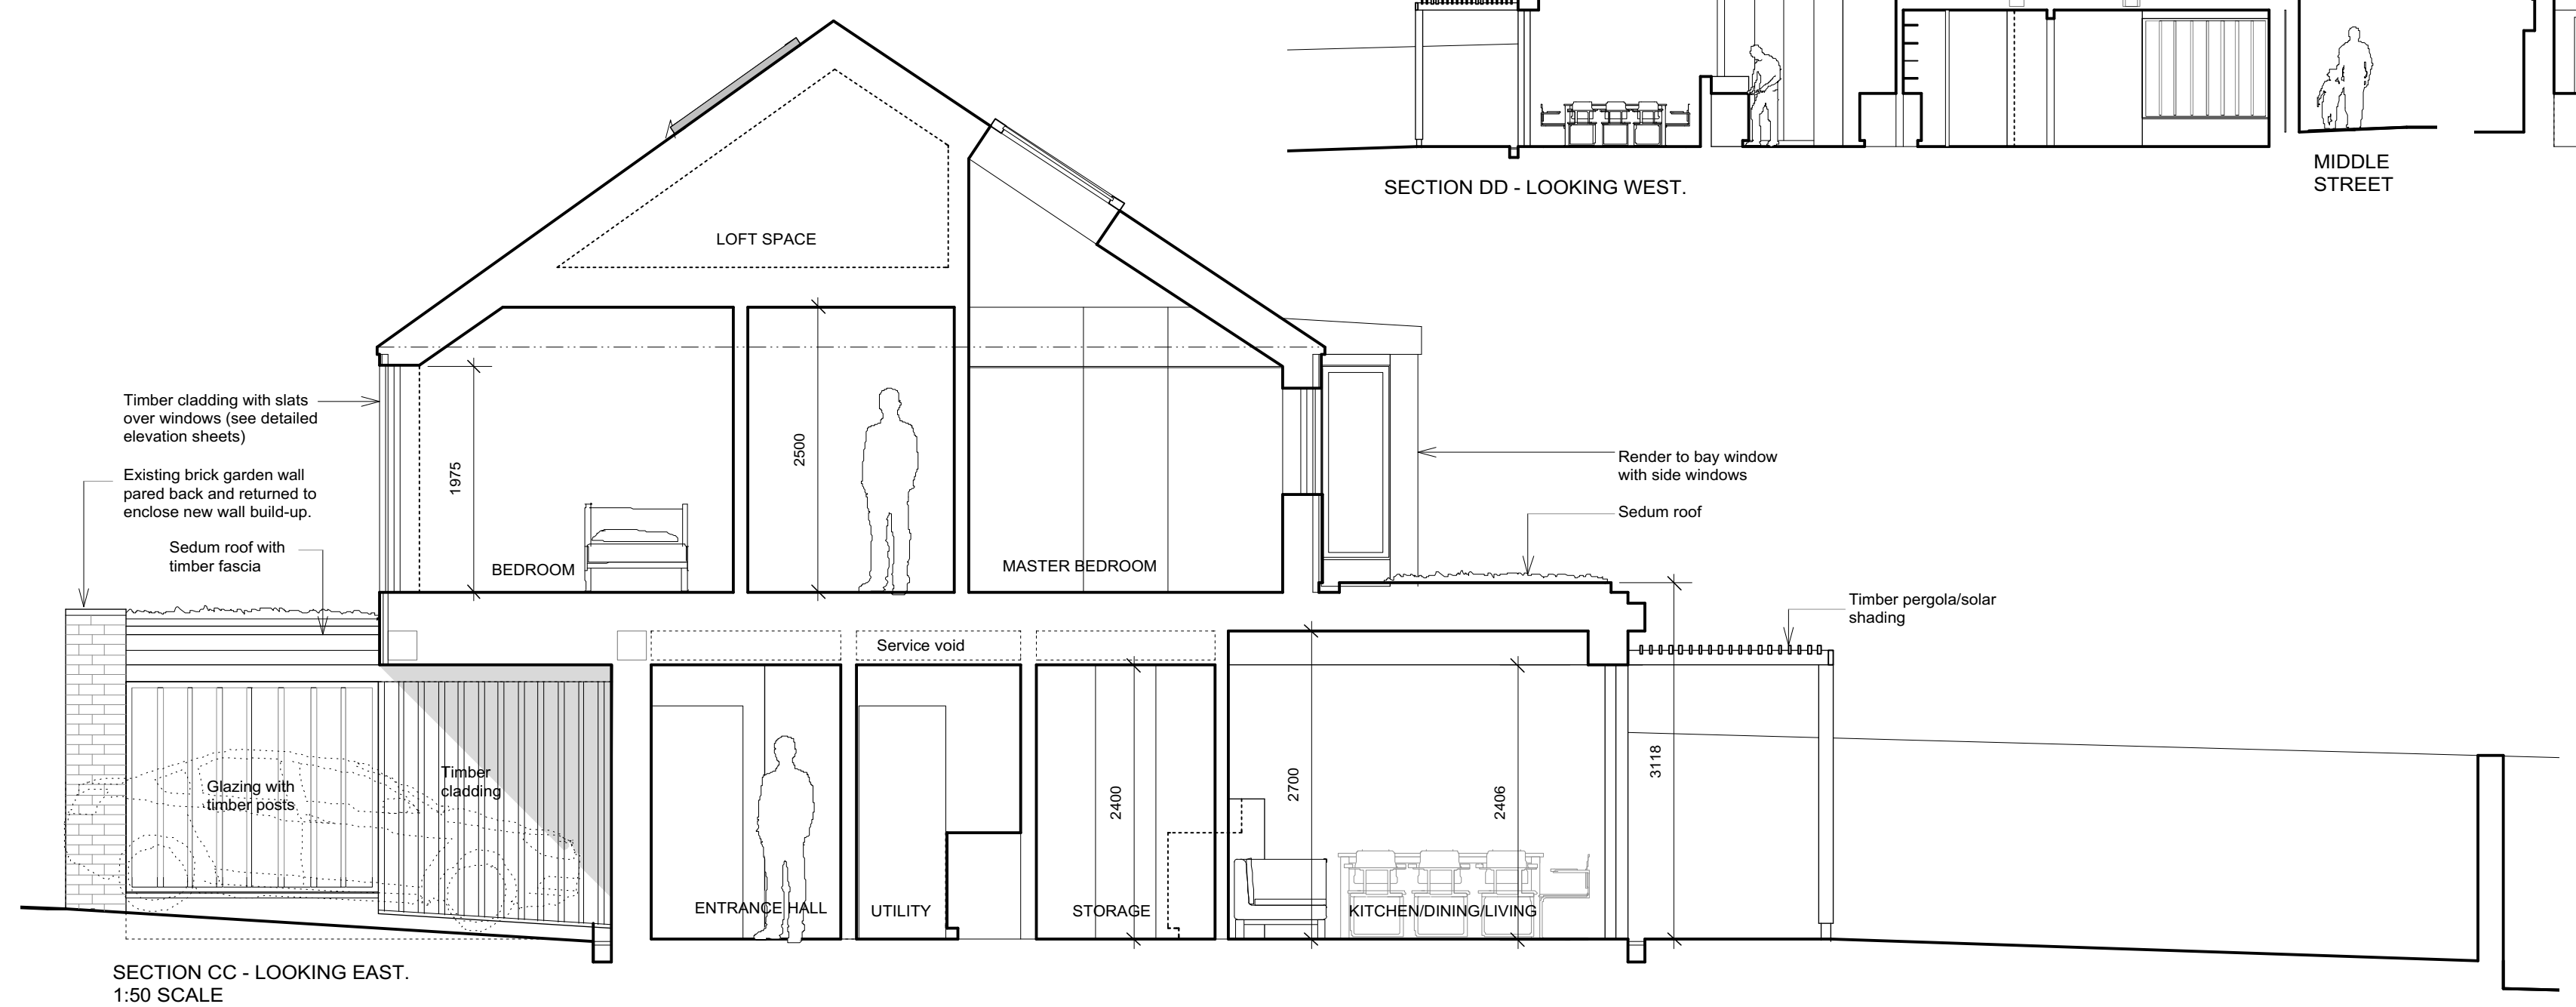 SECTION DD - LOOKING WEST.
MIDDLE
STREET
LOFT SPACE
Timber cladding with slats
over windows (see detailed
elevation sheets)
Existing brick garden wall
pared back and returned to
enclose new wall build-up.
Sedum roof with
timber fascia
1975
2500
BEDROOM
MASTER BEDROOM
Render to bay window
with side windows
Sedum roof
Timber pergola/solar
shading
Service void
Glazing with
timber posts
Timber
cladding
2400
2700
2406
3118
ENTRANCE HALL
UTILITY
STORAGE
KITCHEN/DINING/LIVING
SECTION CC - LOOKING EAST.
1:50 SCALE